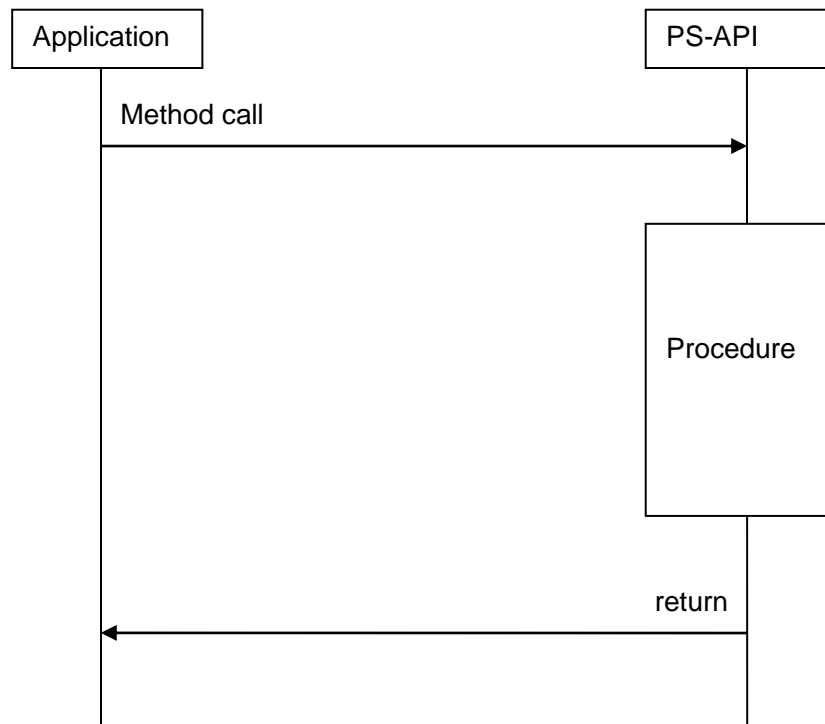 Application
PS-API
Method call
Procedure
return